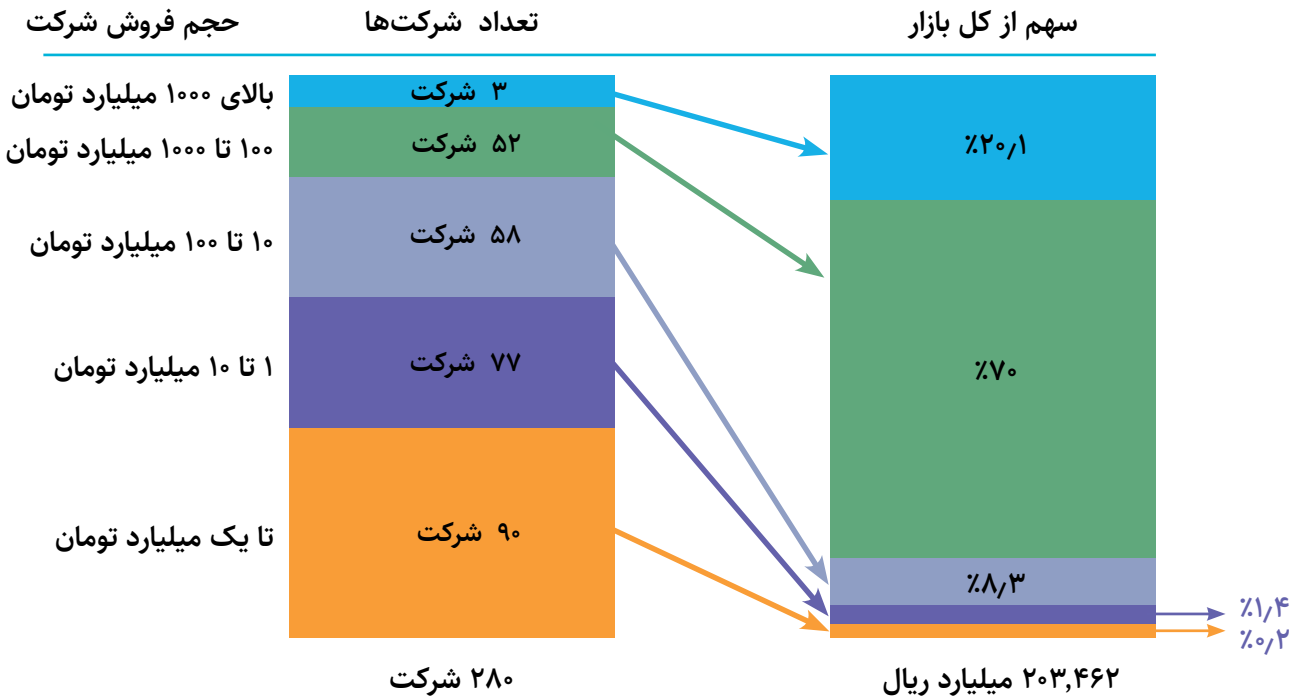 سهم از کل بازار
تعداد شرکت‌ها
حجم فروش شرکت
بالای ۱۰۰۰ میلیارد تومان
۳ شرکت
٪۲۰٫۱
۱۰۰ تا ۱۰۰۰ میلیارد تومان
۵۲ شرکت
٪۷۰
۱۰ تا ۱۰۰ میلیارد تومان
۵۸ شرکت
٪۸٫۳
۱ تا ۱۰ میلیارد تومان
۷۷ شرکت
٪۱٫۴
تا یک میلیارد تومان
۹۰ شرکت
٪۰٫۲
۲۸۰ شرکت
۲۰۳,۴۶۲ میلیارد ریال